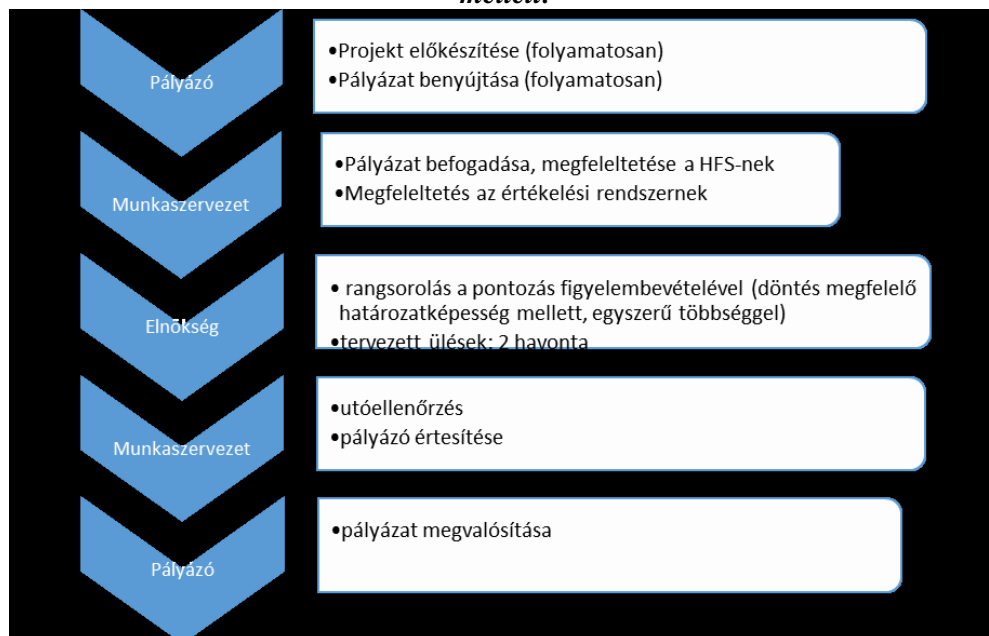 Pályázó
•Projekt előkészítése (folyamatosan)
•Pályázat benyújtása (folyamatosan)
Munkaszervezet
•Pályázat befogadása, megfeleltetése a HFS-nek
•Megfeleltetés az értékelési rendszernek
Elnökség
• rangsorolás a pontozás figyelembevételével (döntés megfelelő
határozatképesség mellett, egyszerű többséggel)
•tervezett ülések: 2 havonta
Munkaszervezet
•utóellenőrzés
•pályázó értesítése
Pályázó
•pályázat megvalósítása